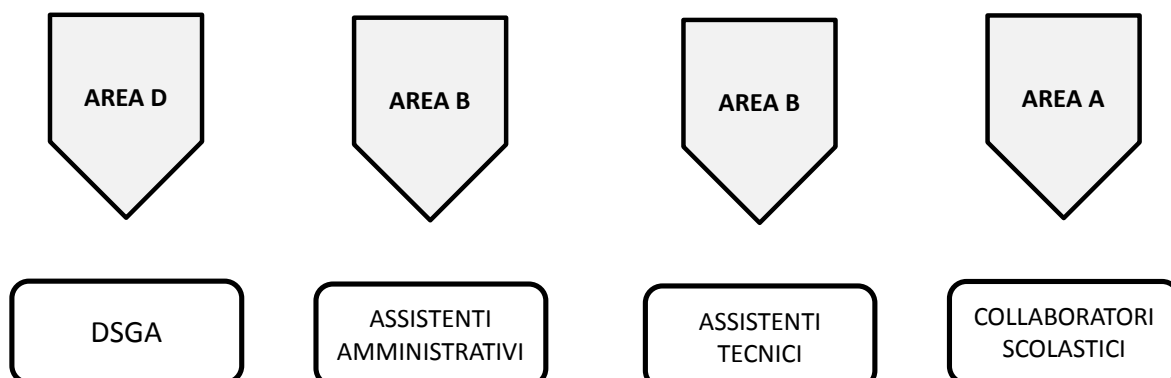 AREA D
AREA B
AREA B
AREA A
DSGA
ASSISTENTI
AMMINISTRATIVI
ASSISTENTI
TECNICI
COLLABORATORI
SCOLASTICI